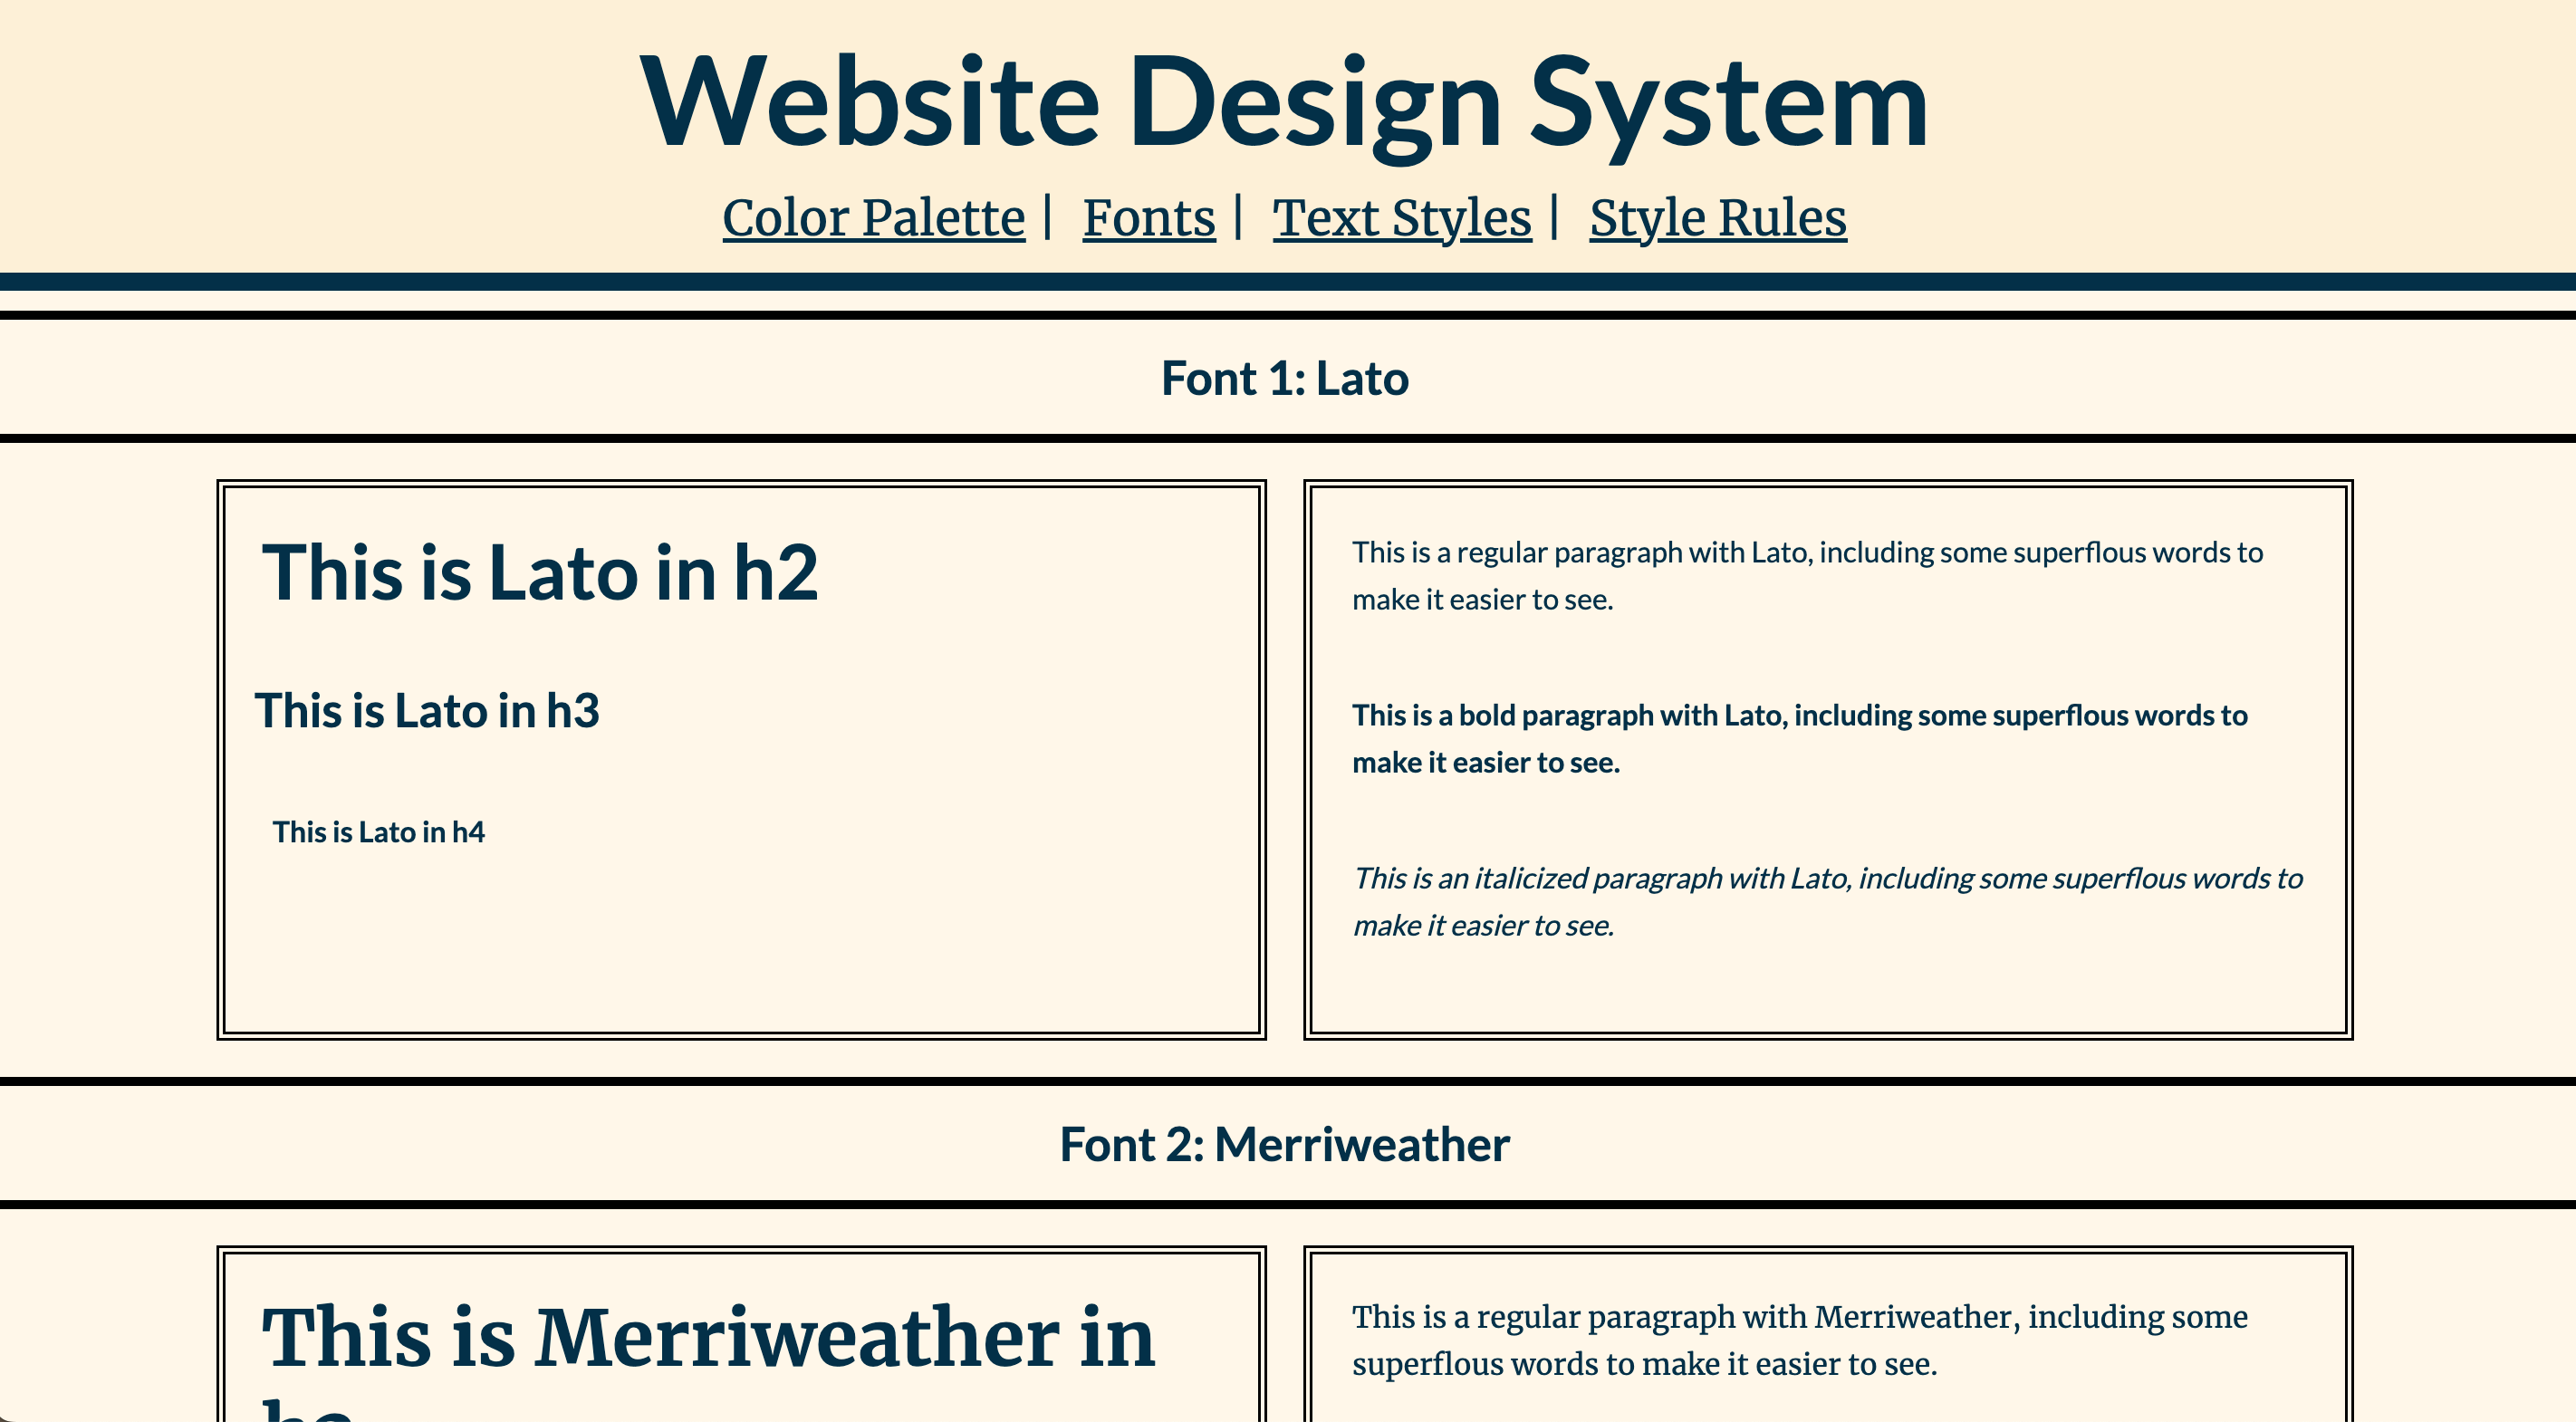 Website Design System
Color Palette | Fonts | Text Styles | Style Rules
Font 1: Lato
This is Lato in h2
This is Lato in h3
This is Lato in h4
This is a regular paragraph with Lato, including some superflous words to
make it easier to see.
This is a bold paragraph with Lato, including some superflous words to
make it easier to see.
This is an italicized paragraph with Lato, including some superflous words to
make it easier to see.
Font 2: Merriweather
This is Merriweather in
This is a regular paragraph with Merriweather, including some
superflous words to make it easier to see.